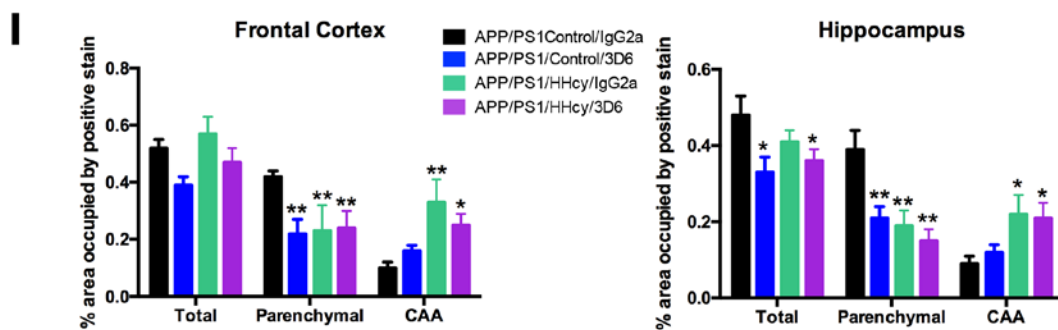 I
Frontal Cortex
% area occupied by positive stain
0.8
0.6
0.4
0.2
0.0
** ** ** ** *
Total Parenchymal CAA
APP/PS1Control/IgG2a
APP/PS1/Control/3D6
APP/PS1/HHcy/IgG2a
APP/PS1/HHcy/3D6
Hippocampus
% area occupied by positive stain
0.6
0.4
0.2
0.0
* * ** ** ** * *
Total Parenchymal CAA